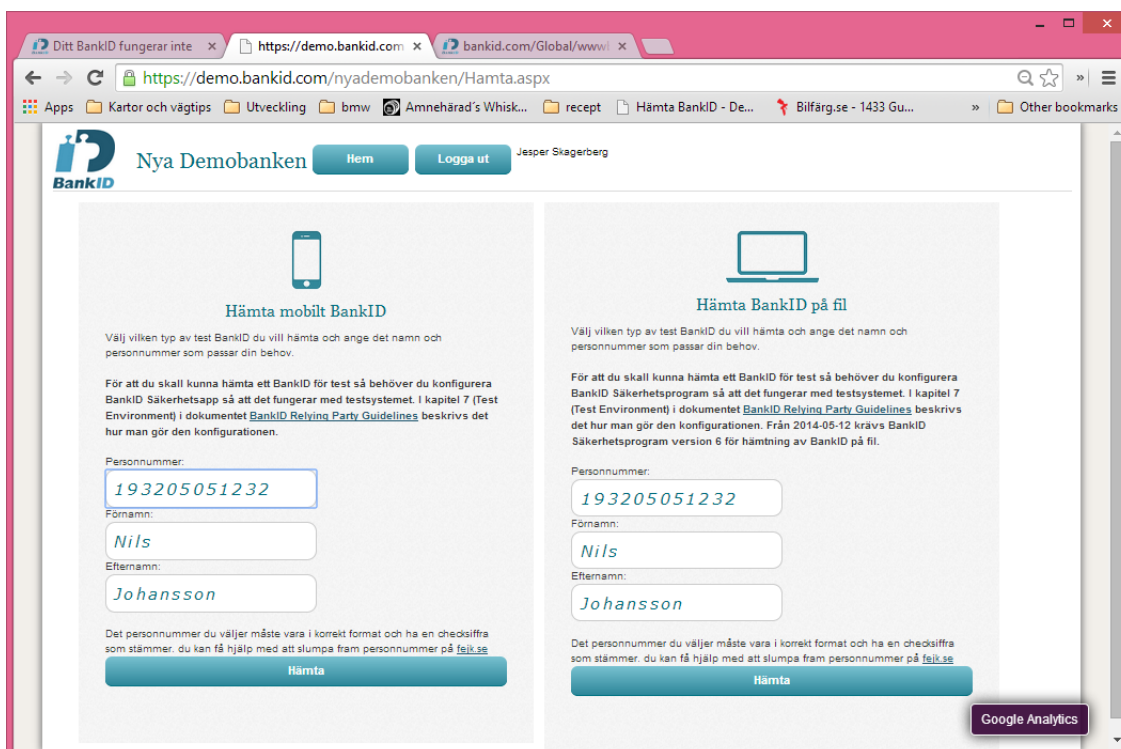 Ditt BankID fungerar inte
https://demo.bankid.com
bankid.com/Global/wwwl
https://demo.bankid.com/nyademobanken/Hamta.aspx
Apps Kartor och vägtips Utveckling bmw Amnehärad's Whisk... recept Hämta BankID - De... Bilfärg.se - 1433 Gu... » Other bookmarks
BankID
Nya Demobanken
Hem
Logga ut
Jesper Skagerberg
Hämta mobilt BankID
Välj vilken typ av test BankID du vill hämta och ange det namn och
personnummer som passar din behov.
För att du skall kunna hämta ett BankID för test så behöver du konfigurera
BankID Säkerhetsapp så att det fungerar med testsystemet. I kapitel 7 (Test
Environment) i dokumentet BankID Relying Party Guidelines beskrivs det
hur man gör den konfigurationen.
Personnummer:
193205051232
Förnamn:
Nils
Efternamn:
Johansson
Det personnummer du väljer måste vara i korrekt format och ha en checksiffra
som stämmer. du kan få hjälp med att slumpa fram personnummer på fejk.se
Hämta
Hämta BankID på fil
Välj vilken typ av test BankID du vill hämta och ange det namn och
personnummer som passar din behov.
För att du skall kunna hämta ett BankID för test så behöver du konfigurera
BankID Säkerhetsprogram så att det fungerar med testsystemet. I kapitel 7
(Test Environment) i dokumentet BankID Relying Party Guidelines beskrivs
det hur man gör den konfigurationen. Från 2014-05-12 krävs BankID
Säkerhetsprogram version 6 för hämtning av BankID på fil.
Personnummer:
193205051232
Förnamn:
Nils
Efternamn:
Johansson
Det personnummer du väljer måste vara i korrekt format och ha en checksiffra
som stämmer. du kan få hjälp med att slumpa fram personnummer på fejk.se
Hämta
Google Analytics